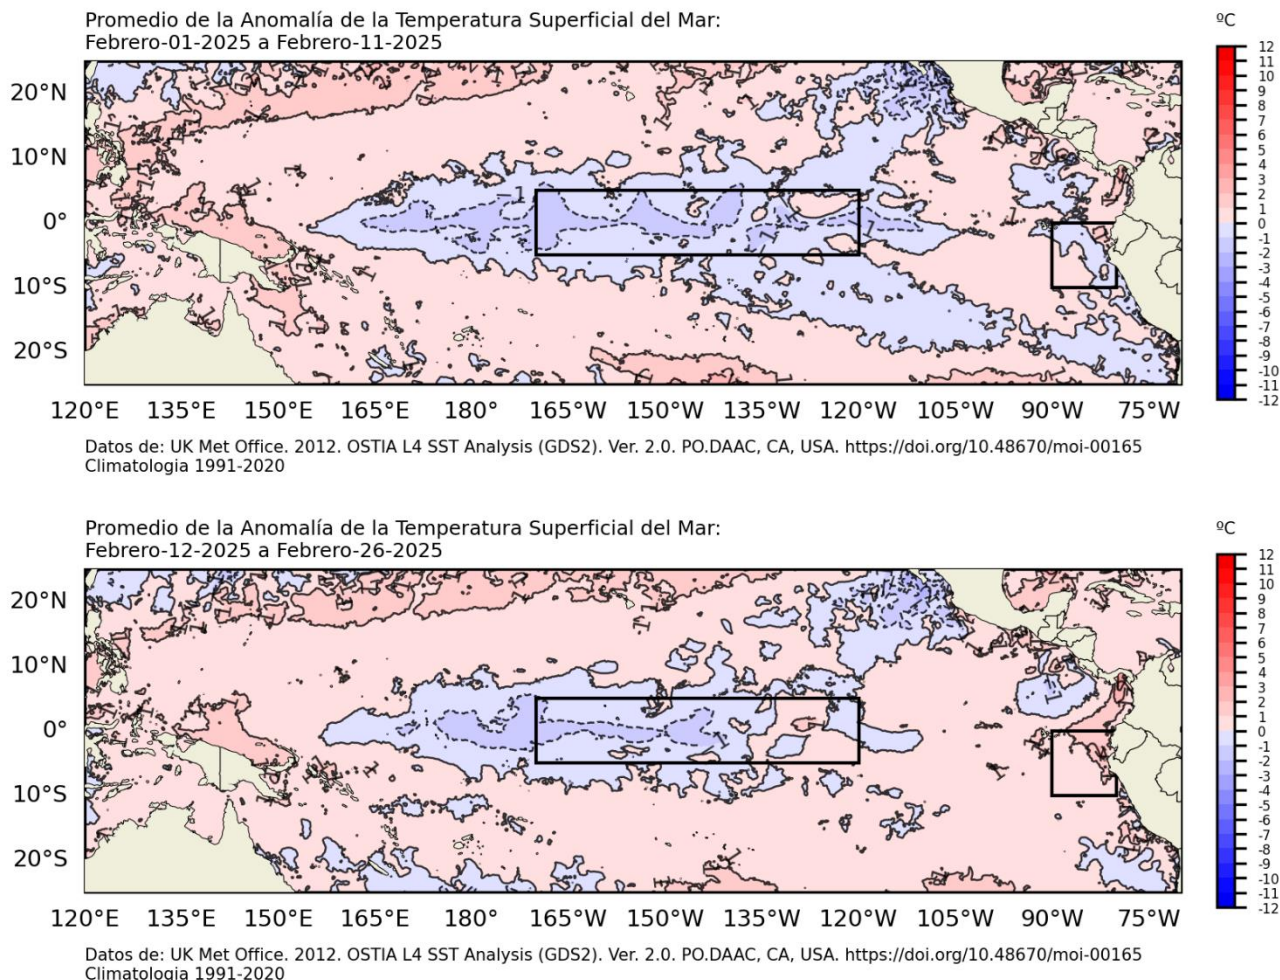 Promedio de la Anomalía de la Temperatura Superficial del Mar:
Febrero-01-2025 a Febrero-11-2025
ºC
12
11
10
9
8
7
6
5
4
3
2
1
0
-1
-2
-3
-4
-5
-6
-7
-8
-9
-10
-11
-12
20°N
10°N
0°
10°S
20°S
-1
120°E 135°E 150°E 165°E 180° 165°W 150°W 135°W 120°W 105°W 90°W 75°W
Datos de: UK Met Office. 2012. OSTIA L4 SST Analysis (GDS2). Ver. 2.0. PO.DAAC, CA, USA. https://doi.org/10.48670/moi-00165
Climatologia 1991-2020
Promedio de la Anomalía de la Temperatura Superficial del Mar:
Febrero-12-2025 a Febrero-26-2025
ºC
12
11
10
9
8
7
6
5
4
3
2
1
0
-1
-2
-3
-4
-5
-6
-7
-8
-9
-10
-11
-12
20°N
10°N
0°
10°S
20°S
120°E 135°E 150°E 165°E 180° 165°W 150°W 135°W 120°W 105°W 90°W 75°W
Datos de: UK Met Office. 2012. OSTIA L4 SST Analysis (GDS2). Ver. 2.0. PO.DAAC, CA, USA. https://doi.org/10.48670/moi-00165
Climatologia 1991-2020